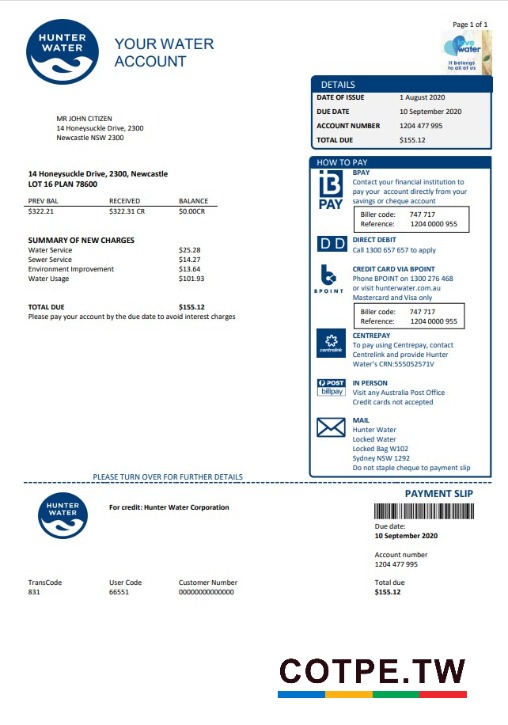 Page 1 of 1
HUNTER
WATER
YOUR WATER
ACCOUNT
love
water
It belongs
to all of us
DETAILS
DATE OF ISSUE 1 August 2020
DUE DATE 10 September 2020
ACCOUNT NUMBER 1204 477 995
TOTAL DUE $155.12
MR JOHN CITIZEN
14 Honeysuckle Drive, 2300
Newcastle NSW 2300
14 Honeysuckle Drive, 2300, Newcastle
LOT 16 PLAN 78600
PREV BAL RECEIVED BALANCE
$322.21 $322.31 CR $0.00CR
SUMMARY OF NEW CHARGES
Water Service $25.28
Sewer Service $14.27
Environment Improvement $13.64
Water Usage $101.93
TOTAL DUE $155.12
Please pay your account by the due date to avoid interest charges
HOW TO PAY
B
PAY
BPAY
Contact your financial institution to
pay your account directly from your
savings or cheque account
Biller code: 747 717
Reference: 1204 0000 955
D D
DIRECT DEBIT
Call 1300 657 657 to apply
b
BPOINT
CREDIT CARD VIA BPOINT
Phone BPOINT on 1300 276 468
or visit hunterwater.com.au
Mastercard and Visa only
Biller code: 747 717
Reference: 1204 0000 955
centrelink
CENTREPAY
To pay using Centrepay, contact
Centrelink and provide Hunter
Water's CRN:555052571V
POST
billpay
IN PERSON
Visit any Australia Post Office
Credit cards not accepted
MAIL
Hunter Water
Locked Water
Locked Bag W102
Sydney NSW 1292
Do not staple cheque to payment slip
PLEASE TURN OVER FOR FURTHER DETAILS
HUNTER
WATER
For credit: Hunter Water Corporation
PAYMENT SLIP
Due date:
10 September 2020
Account number
1204 477 995
TransCode User Code Customer Number Total due
831 66551 00000000000000 $155.12
COTPE.TW